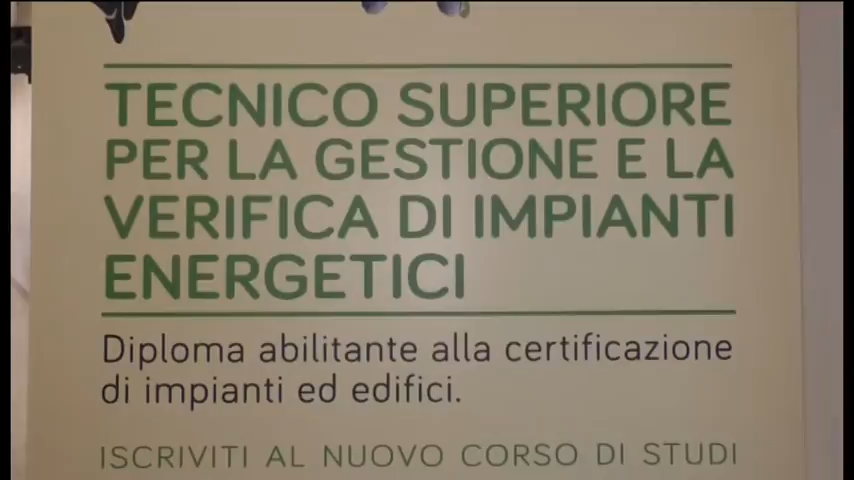 TECNICO SUPERIORE
PER LA GESTIONE E LA
VERIFICA DI IMPIANTI
ENERGETICI
Diploma abilitante alla certificazione
di impianti ed edifici.
ISCRIVITI AL NUOVO CORSO DI STUDI